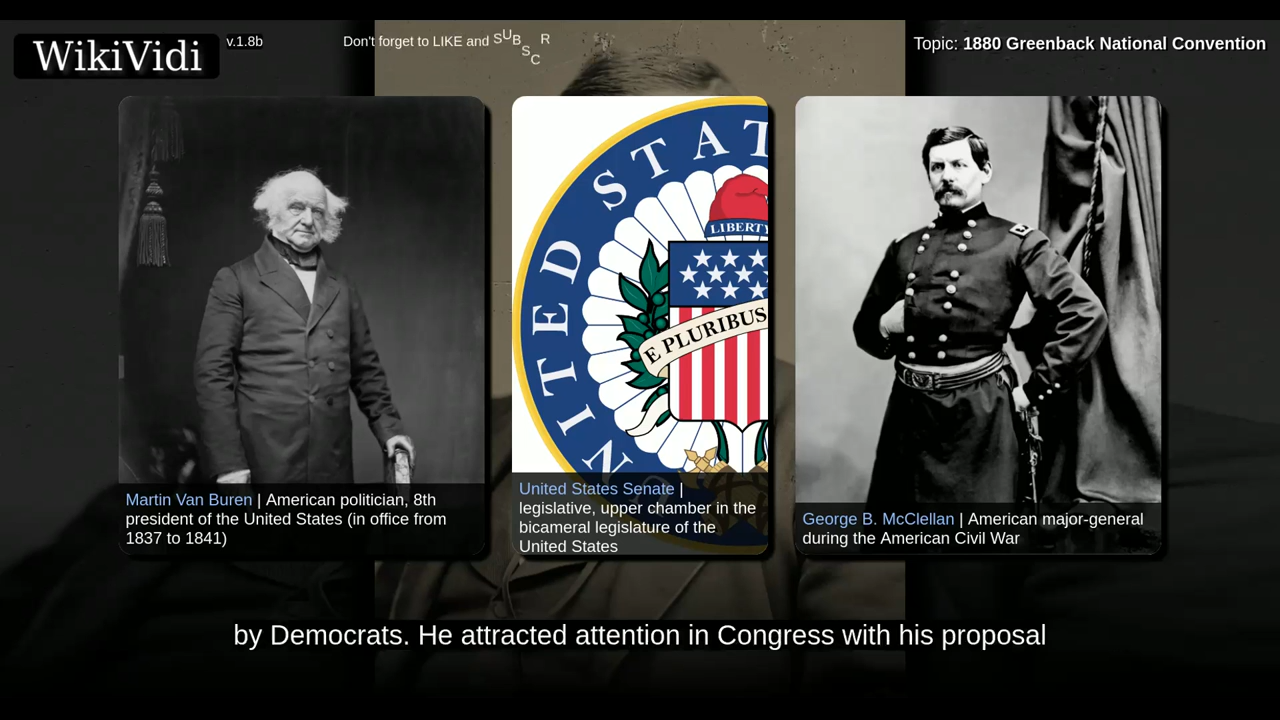 WikiVidi
v.1.8b
Don't forget to LIKE and SUBSCR
Topic: 1880 Greenback National Convention
UNITED STAT
LIBERTY
E PLURIBUS
Martin Van Buren | American politician, 8th
president of the United States (in office from
1837 to 1841)
United States Senate |
legislative, upper chamber in the
bicameral legislature of the
United States
George B. McClellan | American major-general
during the American Civil War
by Democrats. He attracted attention in Congress with his proposal